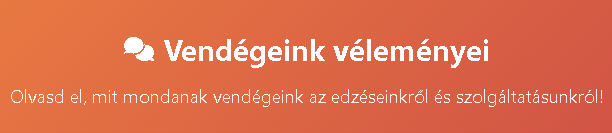 Vendégeink véleményei
Olvasd el, mit mondanak vendégeink az edzéseinkről és szolgáltatásunkról!